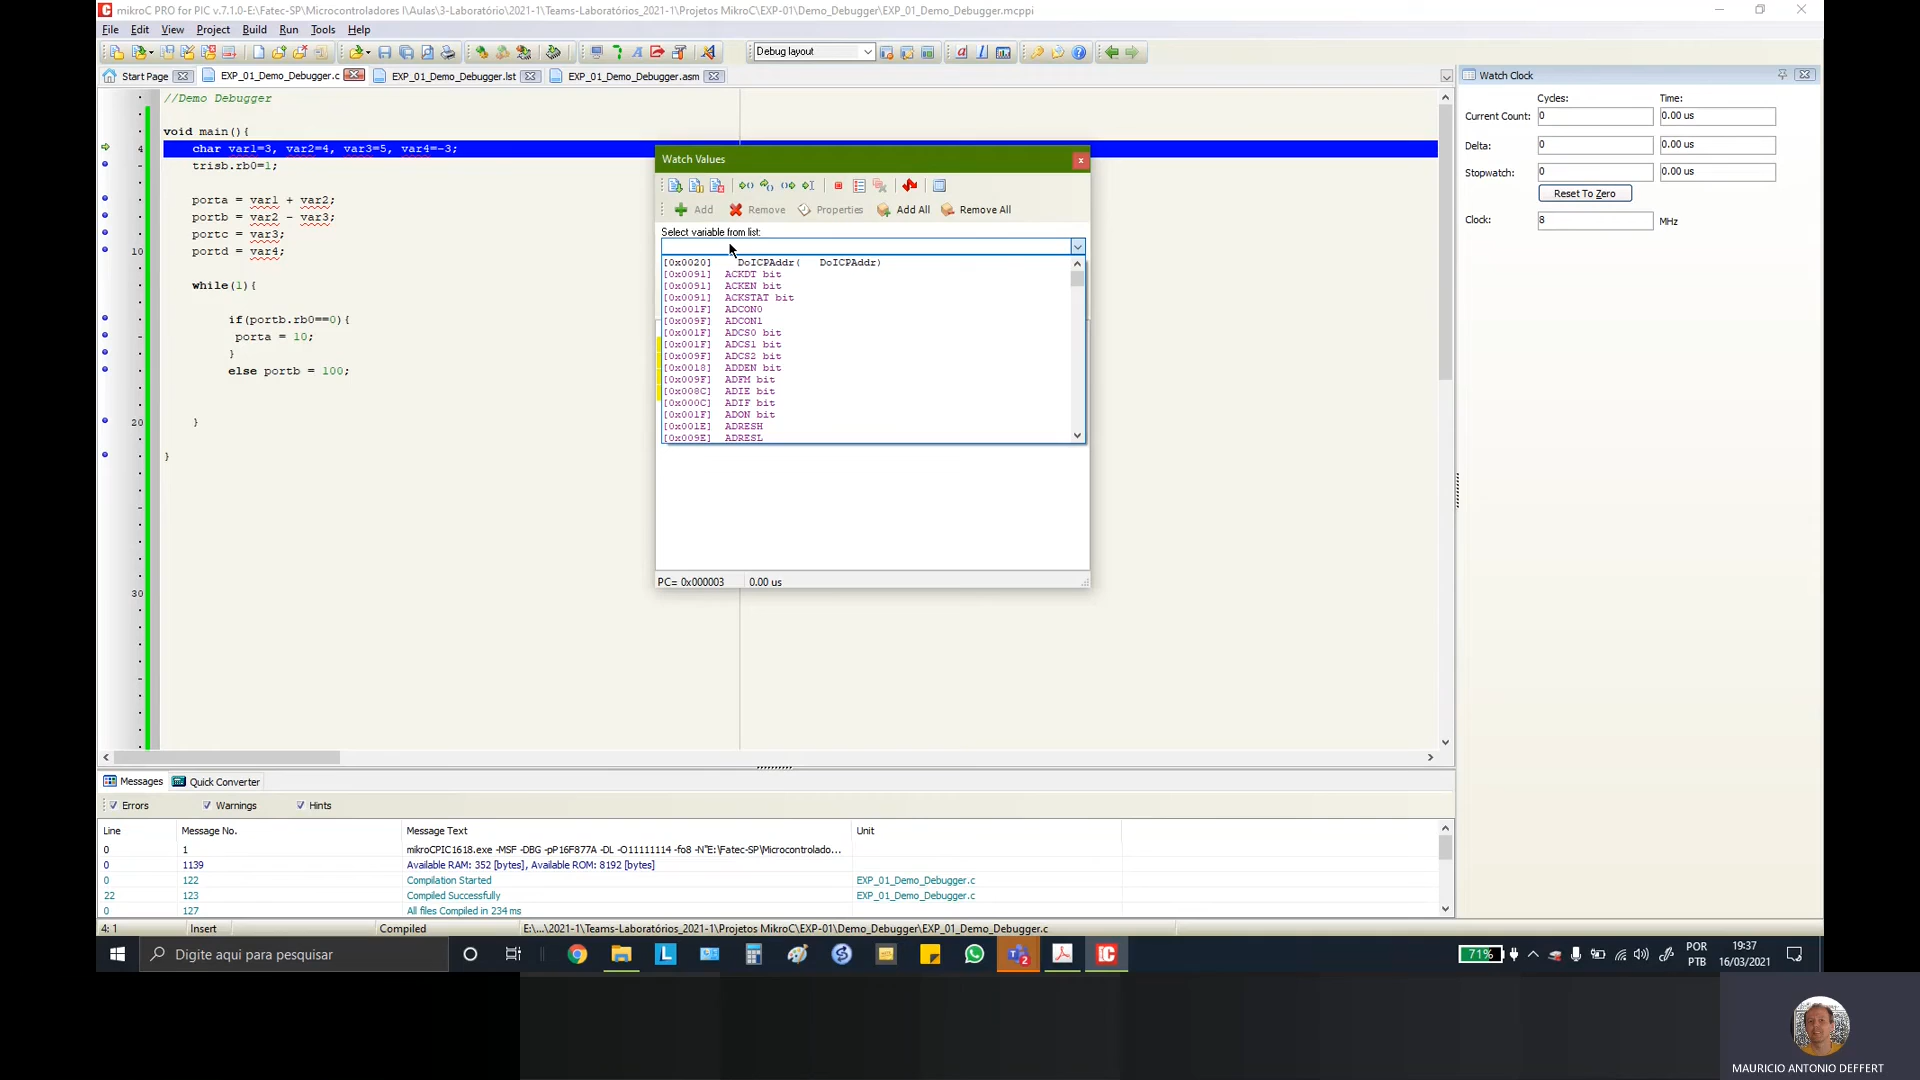 mikroC PRO for PIC v.7.1.0-E:\Fatec-SP\Microcontroladores I\Aulas\3-Laboratório\2021-1\Teams-Laboratórios_2021-1\Projetos MikroC\EXP-01\Demo_Debugger\EXP_01_Demo_Debugger.mcppi
File Edit View Project Build Run Tools Help
Debug layout
Start Page EXP_01_Demo_Debugger.c EXP_01_Demo_Debugger.lst EXP_01_Demo_Debugger.asm
//Demo Debugger
void main(){
4 char var1=3, var2=4, var3=5, var4=-3;
trisb.rb0=1;
porta = var1 + var2;
portb = var2 - var3;
portc = var3;
10 portd = var4;
while(1){
if(portb.rb0==0){
porta = 10;
}
else portb = 100;
20 }
}
30
Watch Values
Add Remove Properties Add All Remove All
Select variable from list:
[0x0020] DoICPAddr( DoICPAddr)
[0x0091] ACKDT bit
[0x0091] ACKEN bit
[0x0091] ACKSTAT bit
[0x001F] ADCON0
[0x009F] ADCON1
[0x001F] ADCS0 bit
[0x001F] ADCS1 bit
[0x009F] ADCS2 bit
[0x0018] ADDEN bit
[0x009F] ADFM bit
[0x008C] ADIE bit
[0x000C] ADIF bit
[0x001F] ADON bit
[0x001E] ADRESH
[0x009E] ADRESL
PC= 0x000003 0.00 us
Watch Clock
Cycles: Time:
Current Count: 0 0.00 us
Delta: 0 0.00 us
Stopwatch: 0 0.00 us
Reset To Zero
Clock: 8 MHz
Messages Quick Converter
Errors Warnings Hints
Line Message No. Message Text Unit
0 1 mikroCPIC1618.exe -MSF -DBG -pP16F877A -DL -O11111114 -fo8 -N"E:\Fatec-SP\Microcontrolado...
0 1139 Available RAM: 352 [bytes], Available ROM: 8192 [bytes]
0 122 Compilation Started EXP_01_Demo_Debugger.c
22 123 Compiled Successfully EXP_01_Demo_Debugger.c
0 127 All files Compiled in 234 ms
4: 1 Insert Compiled E:\...\2021-1\Teams-Laboratórios_2021-1\Projetos MikroC\EXP-01\Demo_Debugger\EXP_01_Demo_Debugger.c
Digite aqui para pesquisar
71% POR PTB 19:37 16/03/2021
MAURICIO ANTONIO DEFFERT